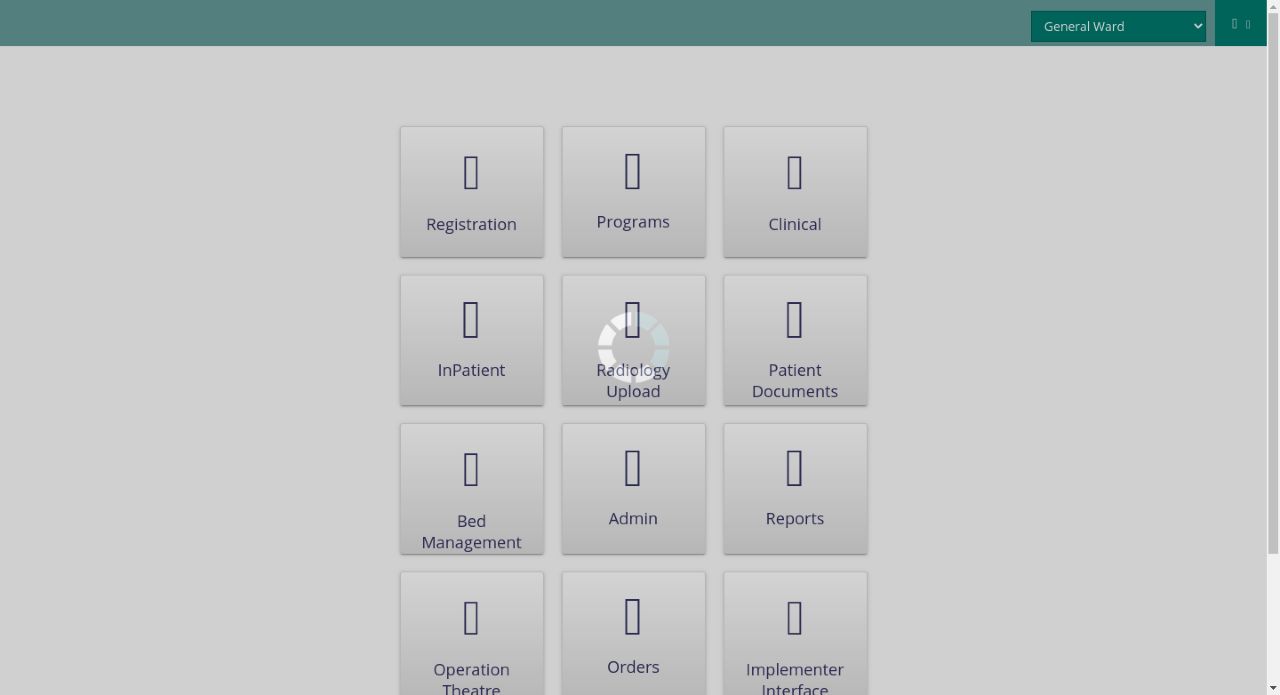 General Ward
Registration
Programs
Clinical
InPatient
Radiology
Upload
Patient
Documents
Bed
Management
Admin
Reports
Operation
Theatre
Orders
Implementer
Interface